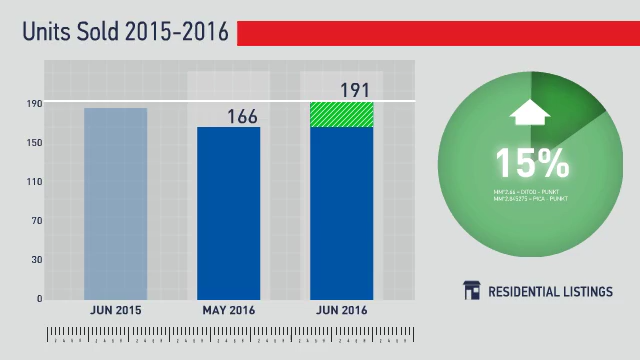 Units Sold 2015-2016
190
150
110
70
30
0
166
191
JUN 2015
MAY 2016
JUN 2016
15%
RESIDENTIAL LISTINGS